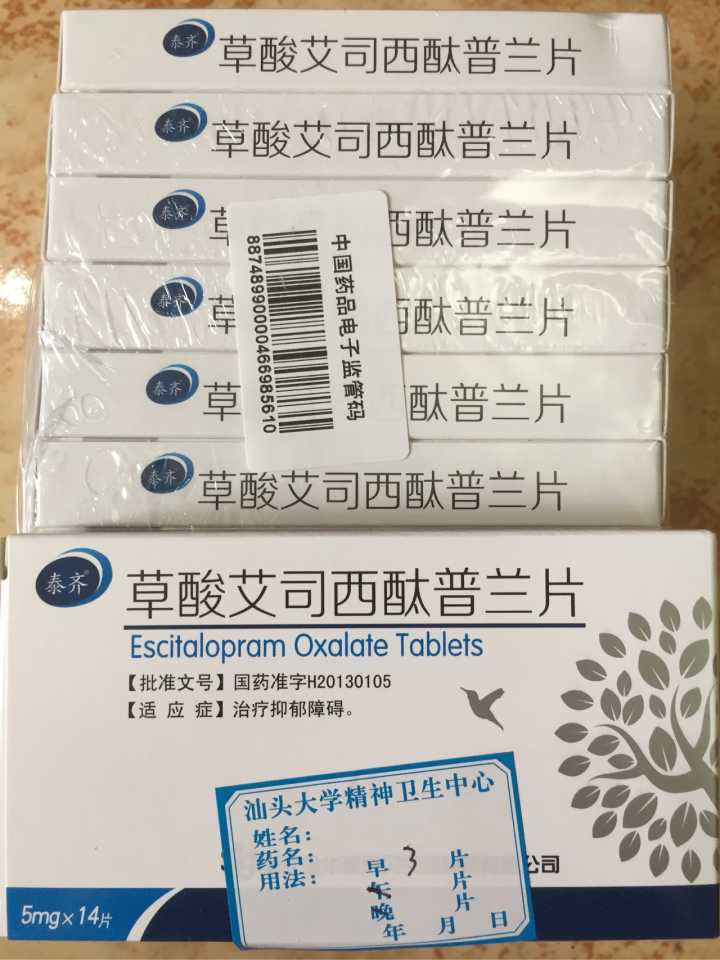 泰齐 草酸艾司西酞普兰片
泰齐 草酸艾司西酞普兰片
泰齐 草 西酞普兰片
泰齐 草 西酞普兰片
泰齐 草 酞普兰片
泰齐 草酸艾司西酞普兰片
中国药品电子监管码
88748990000466985610
泰齐® 草酸艾司西酞普兰片
Escitalopram Oxalate Tablets
【批准文号】国药准字H20130105
【适 应 症】治疗抑郁障碍。
汕头大学精神卫生中心
姓名：
药名：
用法： 早 3 片
午 片
晚 片
年 月 日
公司
5mg×14片